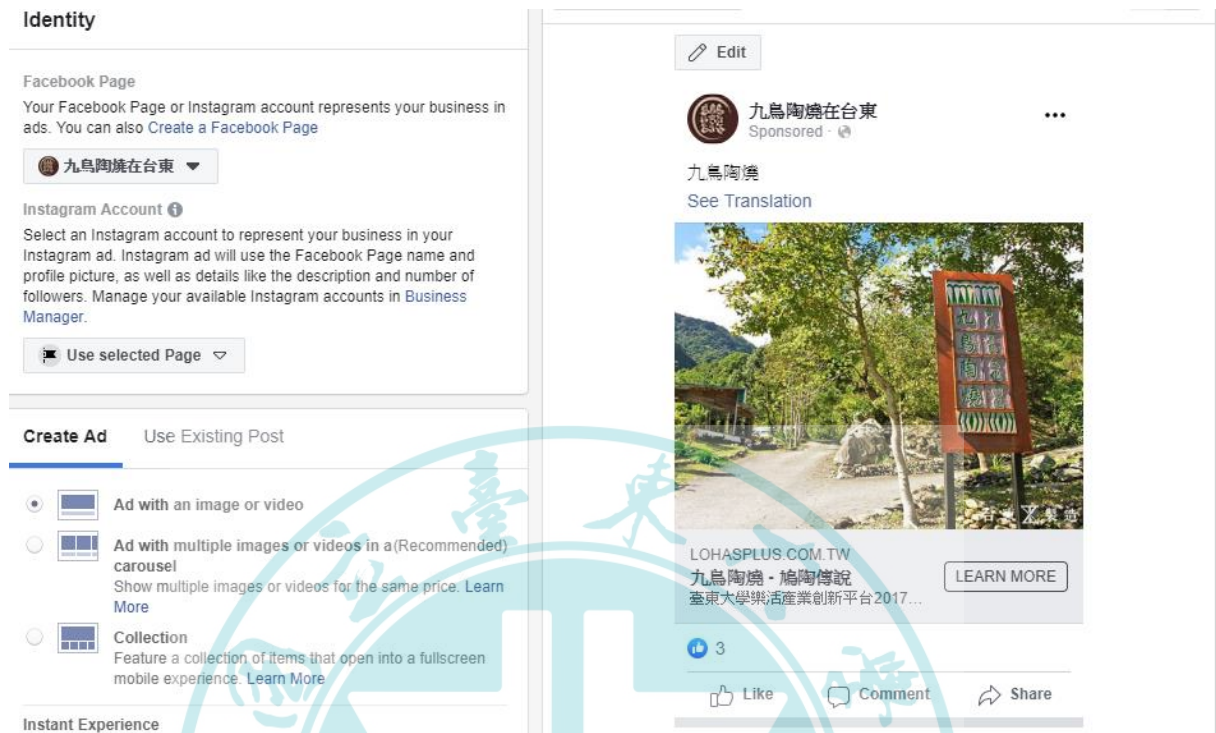 Identity
Facebook Page
Your Facebook Page or Instagram account represents your business in
ads. You can also Create a Facebook Page
九鳥陶燒在台東
Instagram Account
Select an Instagram account to represent your business in your
Instagram ad. Instagram ad will use the Facebook Page name and
profile picture, as well as details like the description and number of
followers. Manage your available Instagram accounts in Business
Manager.
Use selected Page
Create Ad
Use Existing Post
Ad with an image or video
Ad with multiple images or videos in a(Recommended)
carousel
Show multiple images or videos for the same price. Learn
More
Collection
Feature a collection of items that open into a fullscreen
mobile experience. Learn More
Instant Experience
Edit
九鳥陶燒在台東
Sponsored
九鳥陶燒
See Translation
九鳥陶燒
LOHASPLUS.COM.TW
九鳥陶燒・鳩陶傳說
LEARN MORE
臺東大學樂活產業創新平台2017...
3
Like
Comment
Share
臺東大學